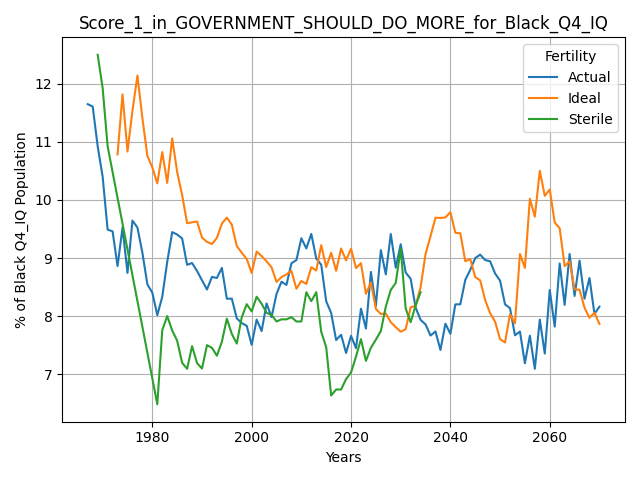 Score_1_in_GOVERNMENT_SHOULD_DO_MORE_for_Black_Q4_IQ
Fertility
Actual
Ideal
Sterile
% of Black Q4_IQ Population
12
11
10
9
8
7
1980
2000
2020
2040
2060
Years